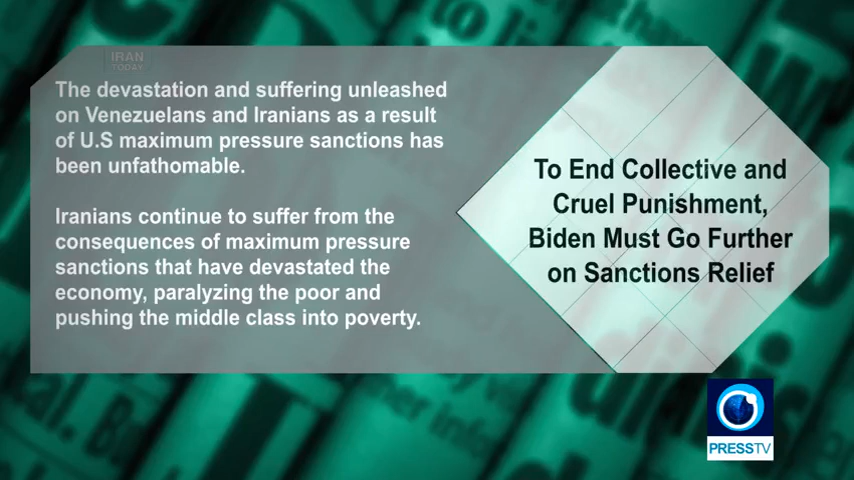 IRAN
TODAY
The devastation and suffering unleashed
on Venezuelans and Iranians as a result
of U.S maximum pressure sanctions has
been unfathomable.
Iranians continue to suffer from the
consequences of maximum pressure
sanctions that have devastated the
economy, paralyzing the poor and
pushing the middle class into poverty.
To End Collective and
Cruel Punishment,
Biden Must Go Further
on Sanctions Relief
PRESSTV